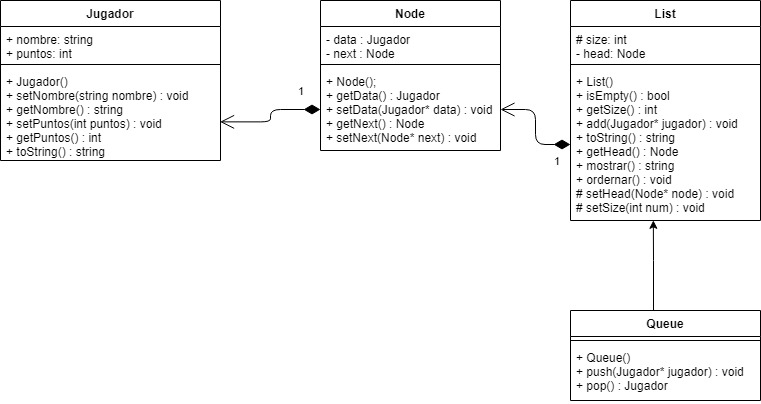 Jugador
+ nombre: string
+ puntos: int
+ Jugador()
+ setNombre(string nombre) : void
+ getNombre() : string
+ setPuntos(int puntos) : void
+ getPuntos() : int
+ toString() : string
1
Node
- data : Jugador
- next : Node
+ Node();
+ getData() : Jugador
+ setData(Jugador* data) : void
+ getNext() : Node
+ setNext(Node* next) : void
1
List
# size: int
- head: Node
+ List()
+ isEmpty() : bool
+ getSize() : int
+ add(Jugador* jugador) : void
+ toString() : string
+ getHead() : Node
+ mostrar() : string
+ ordernar() : void
# setHead(Node* node) : void
# setSize(int num) : void
Queue
+ Queue()
+ push(Jugador* jugador) : void
+ pop() : Jugador